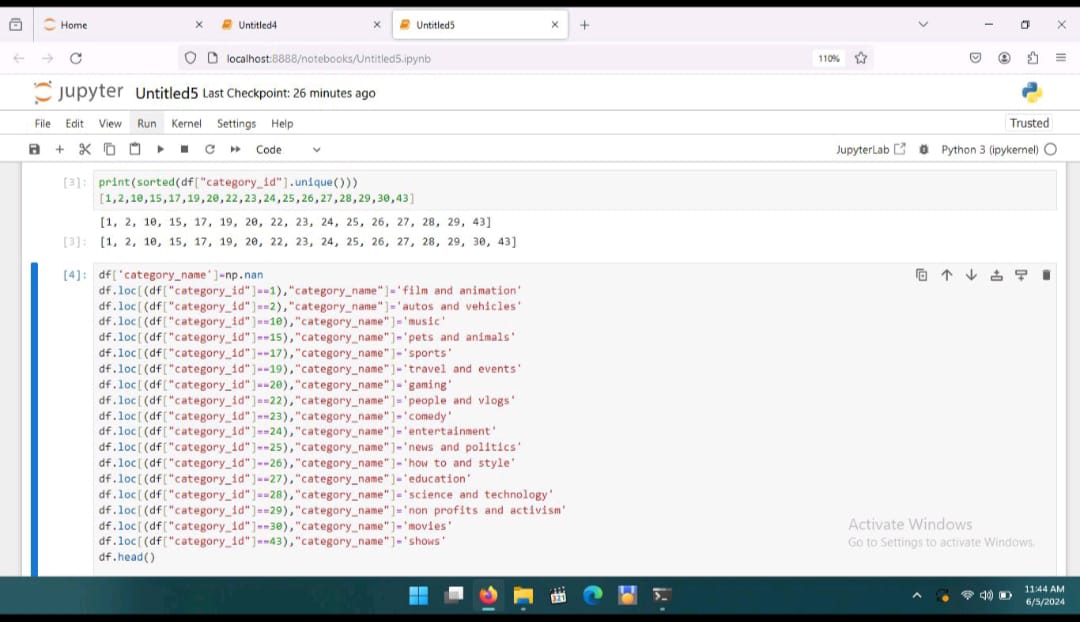 Home
Untitled4
Untitled5
localhost:8888/notebooks/Untitled5.ipynb
110%
jupyter Untitled5 Last Checkpoint: 26 minutes ago
File Edit View Run Kernel Settings Help
Trusted
Code
JupyterLab
Python 3 (ipykernel)
[3]: print(sorted(df["category_id"].unique()))
[1,2,10,15,17,19,20,22,23,24,25,26,27,28,29,30,43]
[1, 2, 10, 15, 17, 19, 20, 22, 23, 24, 25, 26, 27, 28, 29, 43]
[3]: [1, 2, 10, 15, 17, 19, 20, 22, 23, 24, 25, 26, 27, 28, 29, 30, 43]
[4]: df['category_name']=np.nan
df.loc[(df["category_id"]==1),"category_name"]='film and animation'
df.loc[(df["category_id"]==2),"category_name"]='autos and vehicles'
df.loc[(df["category_id"]==10),"category_name"]='music'
df.loc[(df["category_id"]==15),"category_name"]='pets and animals'
df.loc[(df["category_id"]==17),"category_name"]='sports'
df.loc[(df["category_id"]==19),"category_name"]='travel and events'
df.loc[(df["category_id"]==20),"category_name"]='gaming'
df.loc[(df["category_id"]==22),"category_name"]='people and vlogs'
df.loc[(df["category_id"]==23),"category_name"]='comedy'
df.loc[(df["category_id"]==24),"category_name"]='entertainment'
df.loc[(df["category_id"]==25),"category_name"]='news and politics'
df.loc[(df["category_id"]==26),"category_name"]='how to and style'
df.loc[(df["category_id"]==27),"category_name"]='education'
df.loc[(df["category_id"]==28),"category_name"]='science and technology'
df.loc[(df["category_id"]==29),"category_name"]='non profits and activism'
df.loc[(df["category_id"]==30),"category_name"]='movies'
df.loc[(df["category_id"]==43),"category_name"]='shows'
df.head()
Activate Windows
Go to Settings to activate Windows.
321
11:44 AM
6/5/2024